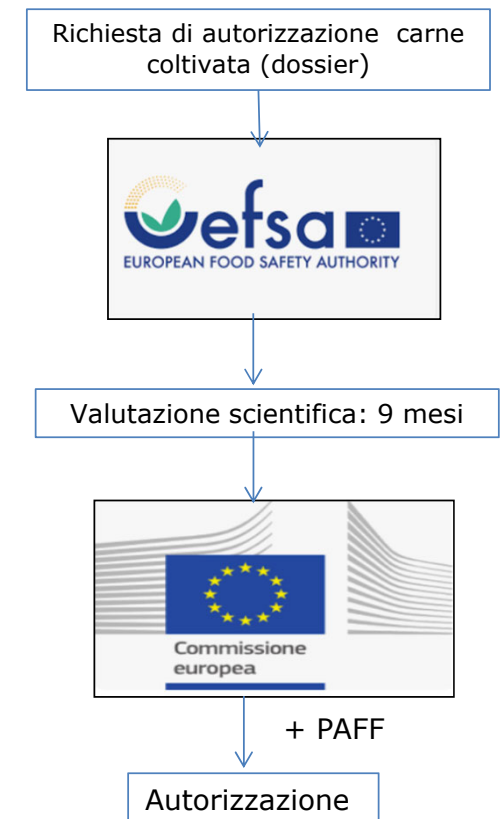 Richiesta di autorizzazione carne
coltivata (dossier)
efsa
EUROPEAN FOOD SAFETY AUTHORITY
Valutazione scientifica: 9 mesi
Commissione
europea
+ PAFF
Autorizzazione